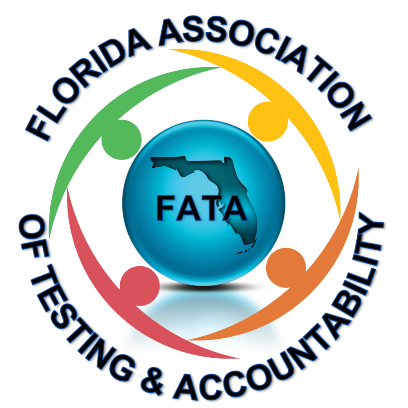 FLORIDA ASSOCIATION
FATA
OF TESTING & ACCOUNTABILITY